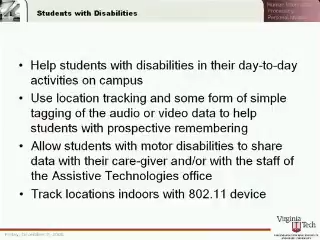 Students with Disabilities
• Help students with disabilities in their day-to-day
activities on campus
• Use location tracking and some form of simple
tagging of the audio or video data to help
students with prospective remembering
• Allow students with motor disabilities to share
data with their care-giver and/or with the staff of
the Assistive Technologies office
• Track locations indoors with 802.11 device
Virginia
Tech